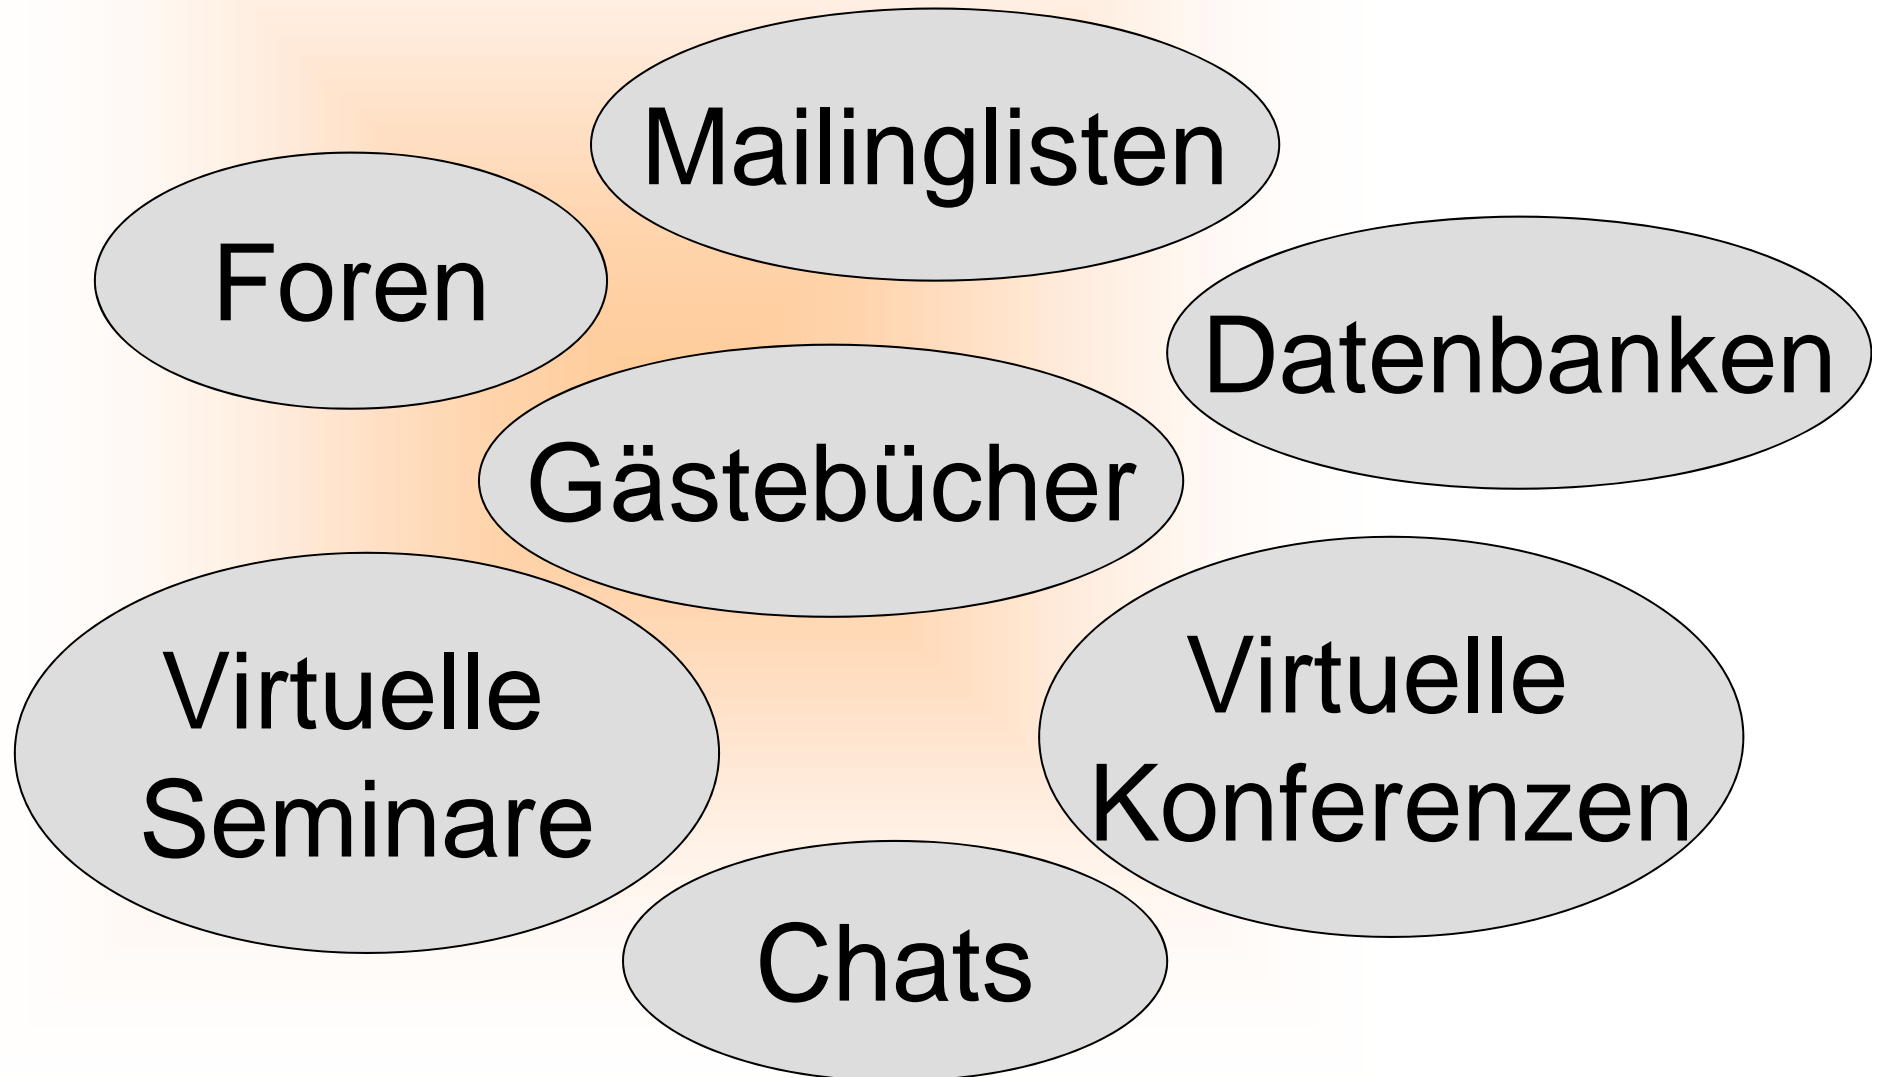 Mailinglisten
Foren
Datenbanken
Gästebücher
Virtuelle
Seminare
Virtuelle
Konferenzen
Chats